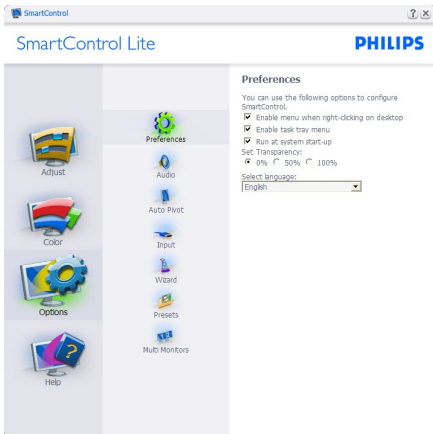 SmartControl
SmartControl Lite
PHILIPS
Adjust
Color
Options
Help
Preferences
Audio
Auto Pivot
Input
Wizard
Presets
Multi Monitors
Preferences
You can use the following options to configure
SmartControl.
Enable menu when right-clicking on desktop
Enable task tray menu
Run at system start-up
Set Transparency:
0% 50% 100%
Select language:
English